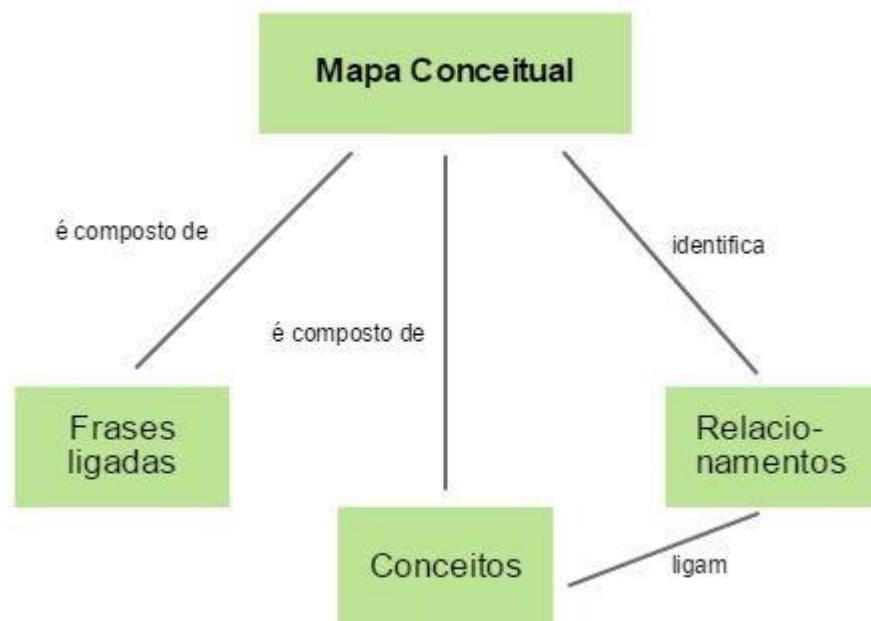 Mapa Conceitual
é composto de
identifica
é composto de
Frases
ligadas
Relacio-
namentos
Conceitos
ligam